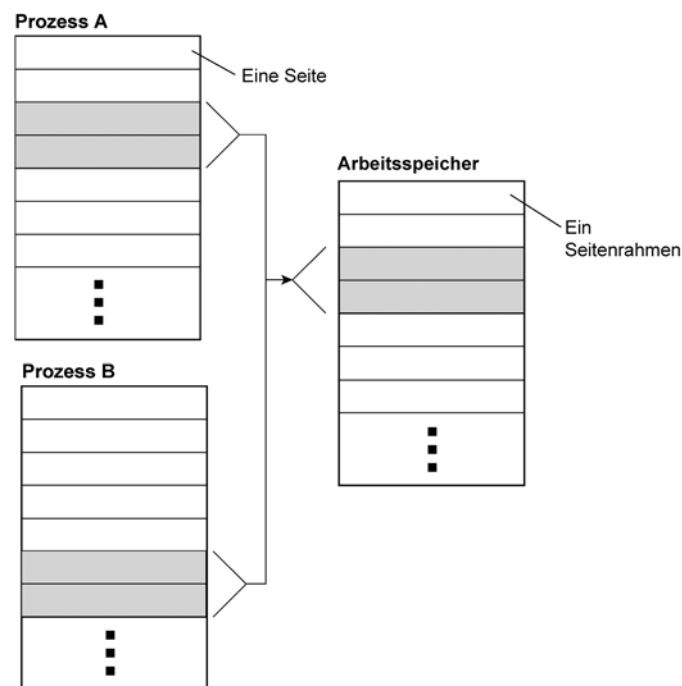 Prozess A
Eine Seite
Arbeitsspeicher
Ein
Seitenrahmen
Prozess B